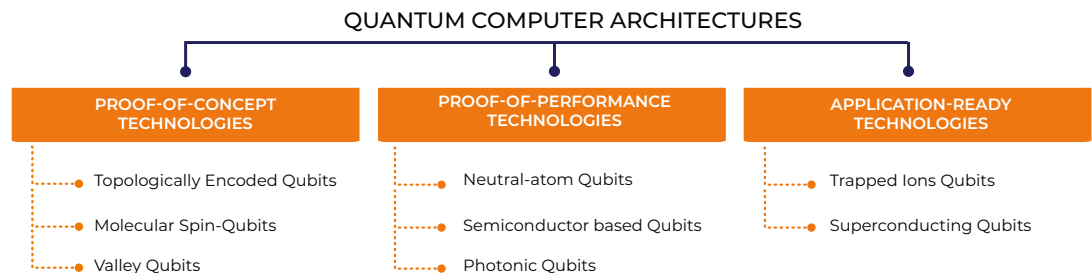 QUANTUM COMPUTER ARCHITECTURES
PROOF-OF-CONCEPT
TECHNOLOGIES
Topologically Encoded Qubits
Molecular Spin-Qubits
Valley Qubits
PROOF-OF-PERFORMANCE
TECHNOLOGIES
Neutral-atom Qubits
Semiconductor based Qubits
Photonic Qubits
APPLICATION-READY
TECHNOLOGIES
Trapped Ions Qubits
Superconducting Qubits